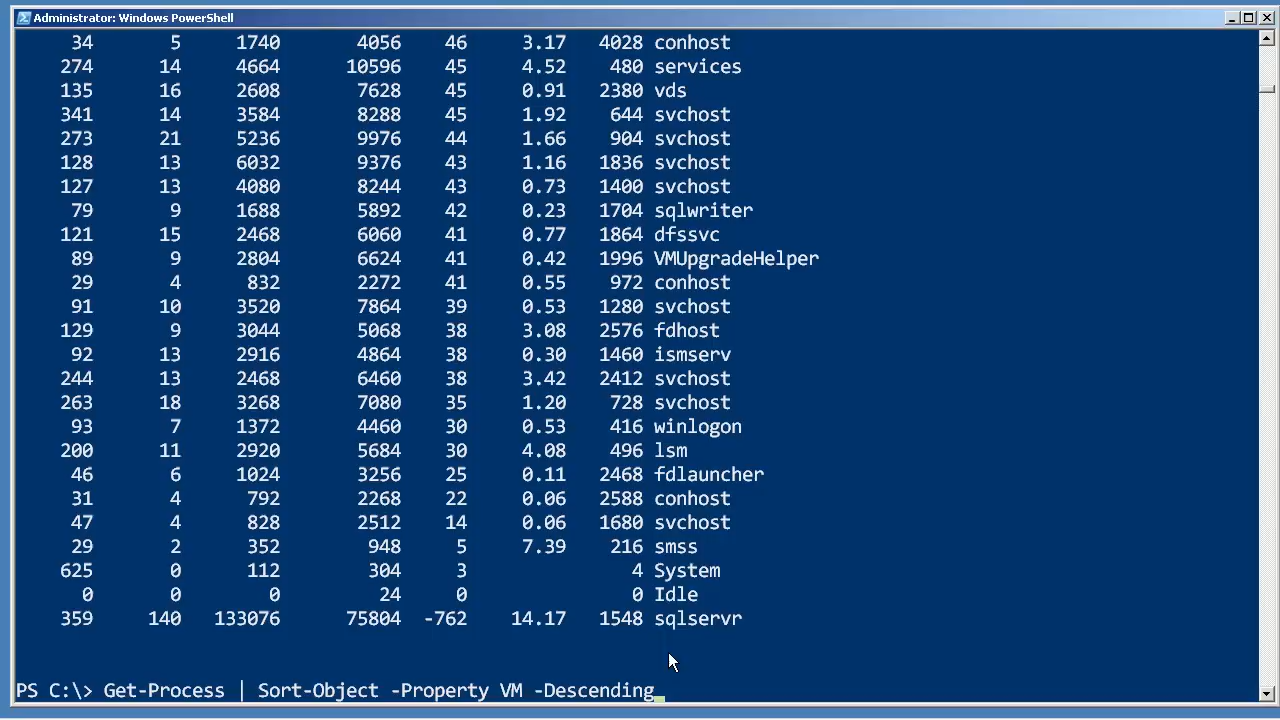 Administrator: Windows PowerShell
34 5 1740 4056 46 3.17 4028 conhost
274 14 4664 10596 45 4.52 480 services
135 16 2608 7628 45 0.91 2380 vds
341 14 3584 8288 45 1.92 644 svchost
273 21 5236 9976 44 1.66 904 svchost
128 13 6032 9376 43 1.16 1836 svchost
127 13 4080 8244 43 0.73 1400 svchost
79 9 1688 5892 42 0.23 1704 sqlwriter
121 15 2468 6060 41 0.77 1864 dfssvc
89 9 2804 6624 41 0.42 1996 VMUpgradeHelper
29 4 832 2272 41 0.55 972 conhost
91 10 3520 7864 39 0.53 1280 svchost
129 9 3044 5068 38 3.08 2576 fdhost
92 13 2916 4864 38 0.30 1460 ismserv
244 13 2468 6460 38 3.42 2412 svchost
263 18 3268 7080 35 1.20 728 svchost
93 7 1372 4460 30 0.53 416 winlogon
200 11 2920 5684 30 4.08 496 lsm
46 6 1024 3256 25 0.11 2468 fdlauncher
31 4 792 2268 22 0.06 2588 conhost
47 4 828 2512 14 0.06 1680 svchost
29 2 352 948 5 7.39 216 smss
625 0 112 304 3 4 System
0 0 0 24 0 0 Idle
359 140 133076 75804 -762 14.17 1548 sqlservr
PS C:\> Get-Process | Sort-Object -Property VM -Descending